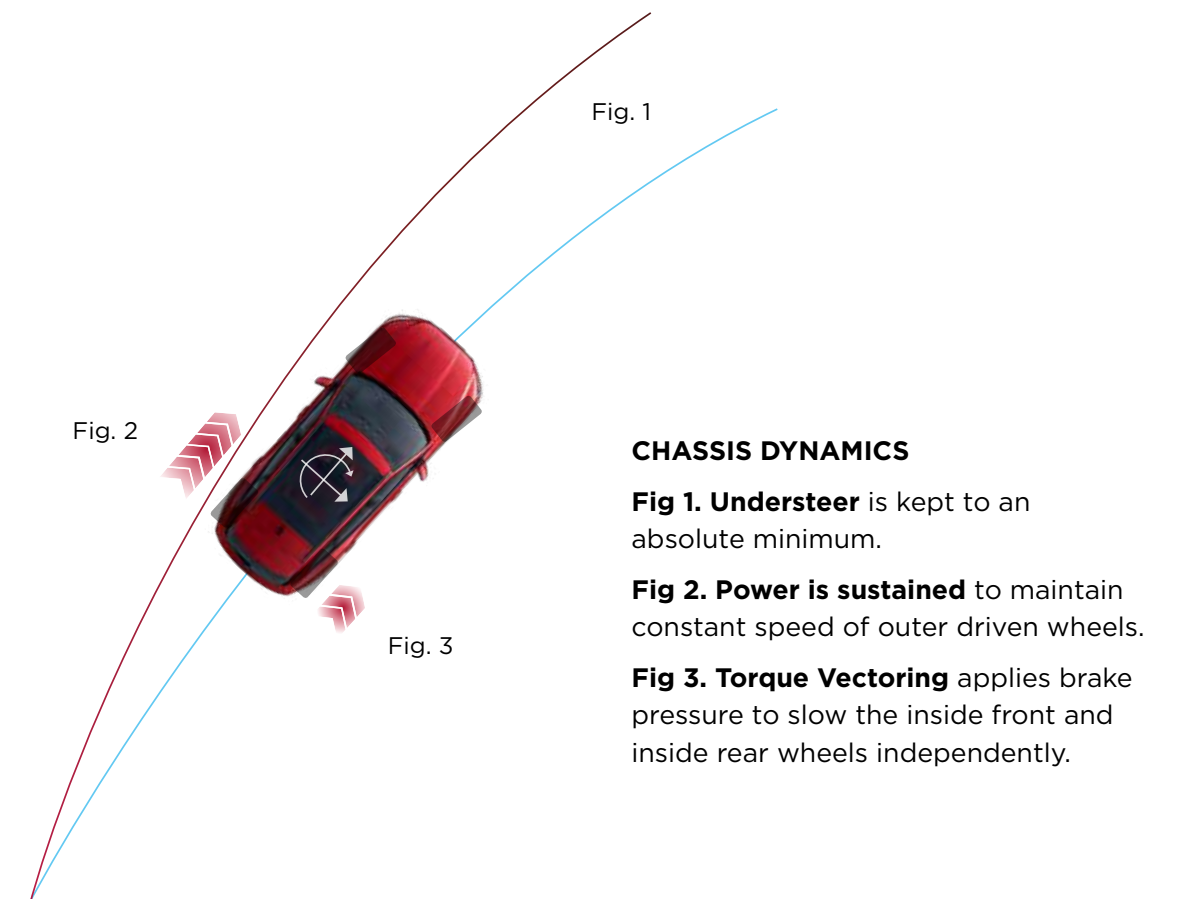 Fig. 1
Fig. 2
Fig. 3
CHASSIS DYNAMICS
Fig 1. Understeer is kept to an
absolute minimum.
Fig 2. Power is sustained to maintain
constant speed of outer driven wheels.
Fig 3. Torque Vectoring applies brake
pressure to slow the inside front and
inside rear wheels independently.